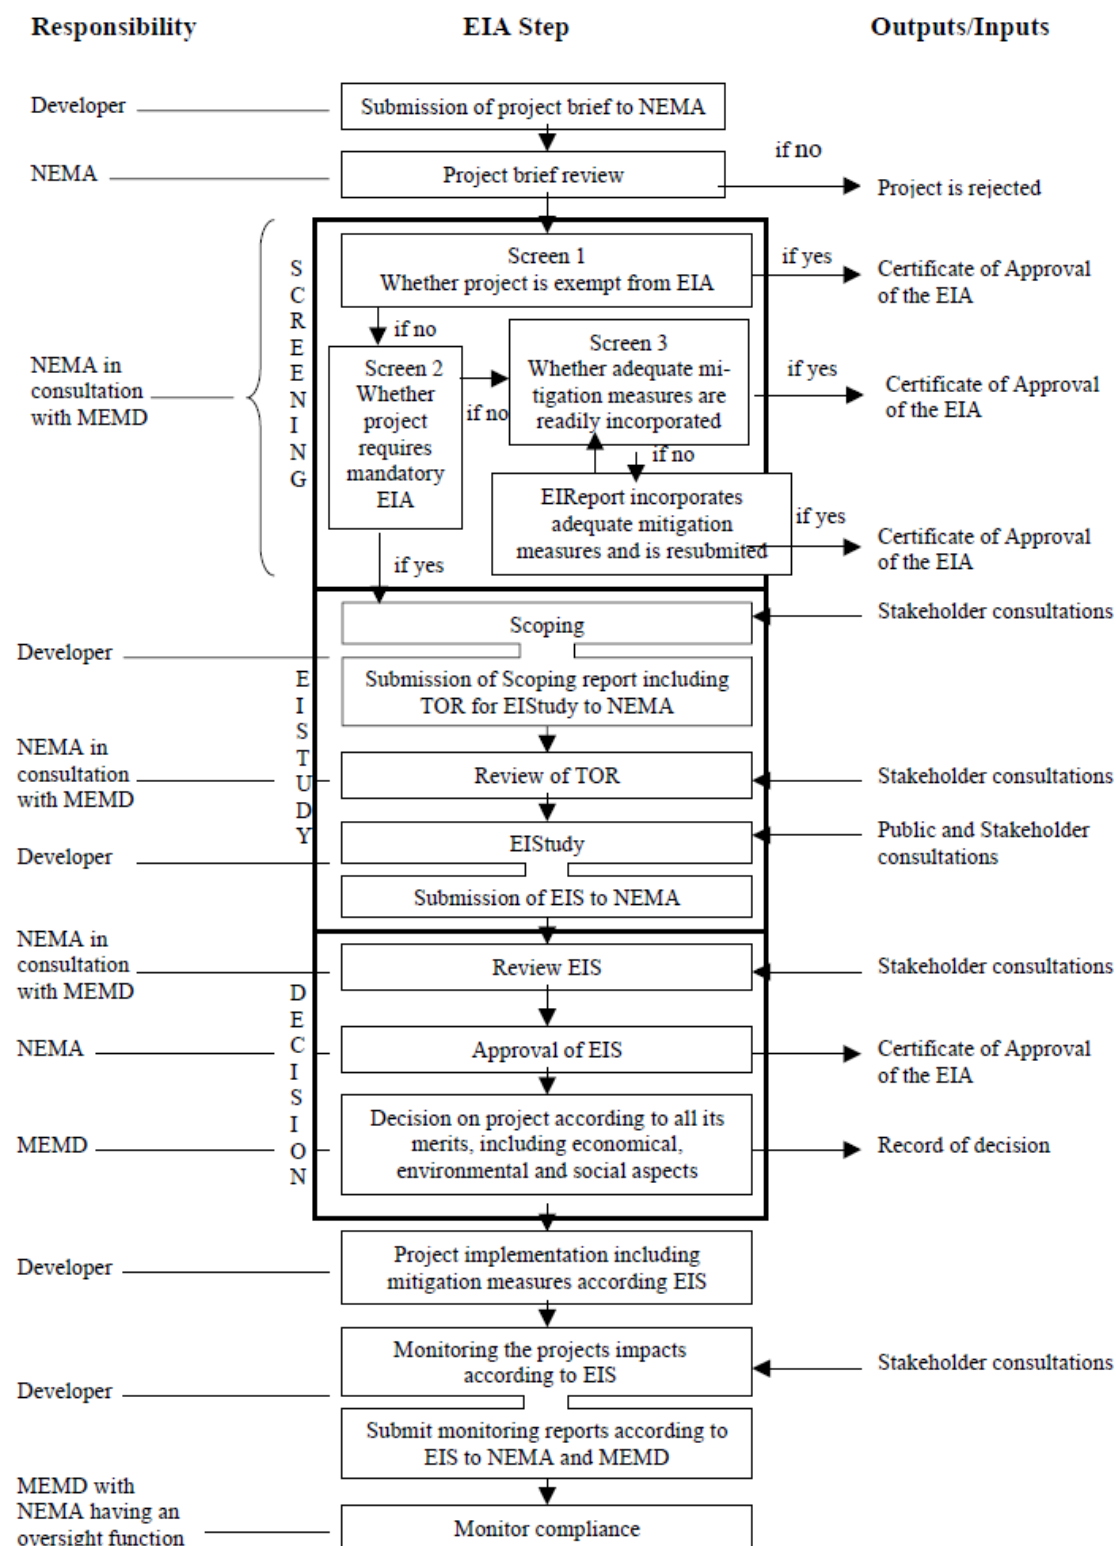 Responsibility
EIA Step
Outputs/Inputs
Developer
Submission of project brief to NEMA
NEMA
Project brief review
if no
Project is rejected
SCREENING
Screen 1
Whether project is exempt from EIA
if yes
Certificate of Approval
of the EIA
if no
NEMA in
consultation
with MEMD
Screen 2
Whether
project
requires
mandatory
EIA
if no
Screen 3
Whether adequate mi-
tigation measures are
readily incorporated
if yes
Certificate of Approval
of the EIA
if no
EIReport incorporates
adequate mitigation
measures and is resubmited
if yes
Certificate of Approval
of the EIA
if yes
EISTUDY
Scoping
Stakeholder consultations
Developer
Submission of Scoping report including
TOR for EIStudy to NEMA
NEMA in
consultation
with MEMD
Review of TOR
Stakeholder consultations
Developer
EIStudy
Public and Stakeholder
consultations
Submission of EIS to NEMA
DECISION
NEMA in
consultation
with MEMD
Review EIS
Stakeholder consultations
NEMA
Approval of EIS
Certificate of Approval
of the EIA
MEMD
Decision on project according to all its
merits, including economical,
environmental and social aspects
Record of decision
Developer
Project implementation including
mitigation measures according EIS
Monitoring the projects impacts
according to EIS
Stakeholder consultations
Developer
Submit monitoring reports according to
EIS to NEMA and MEMD
MEMD with
NEMA having an
oversight function
Monitor compliance